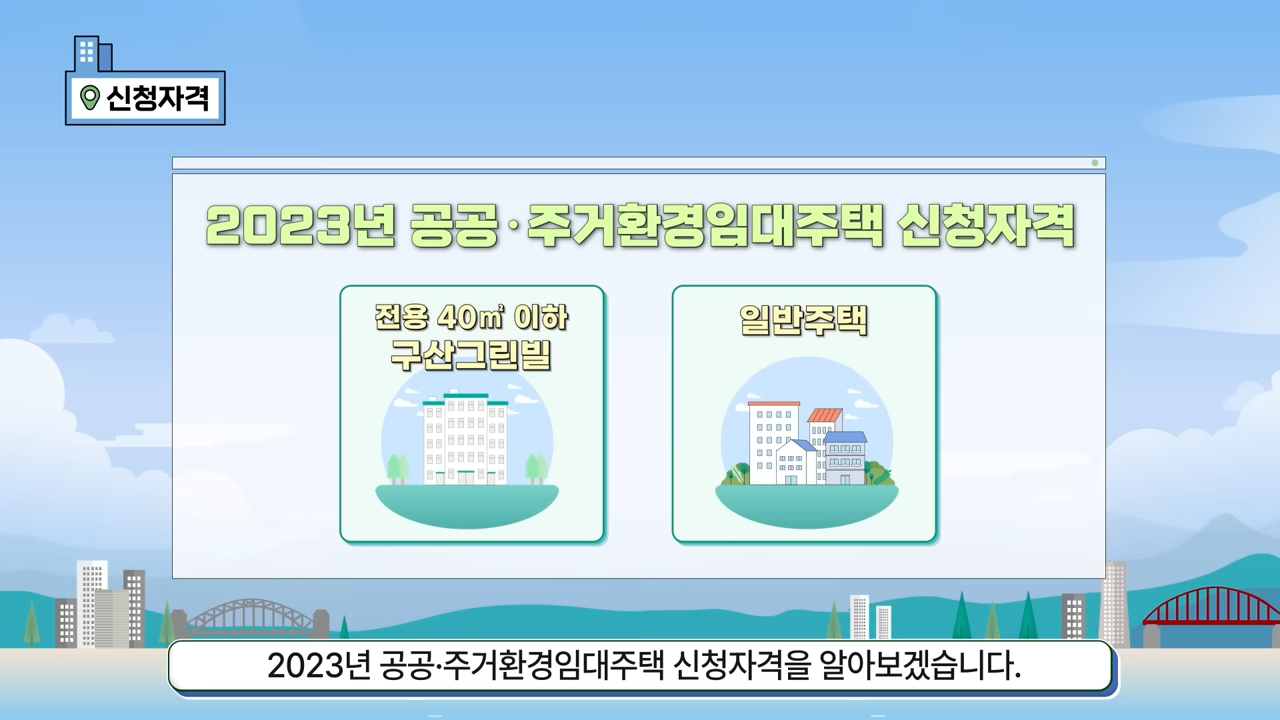 신청자격
2023년 공공·주거환경임대주택 신청자격
전용 40㎡ 이하
구산그린빌
일반주택
2023년 공공·주거환경임대주택 신청자격을 알아보겠습니다.